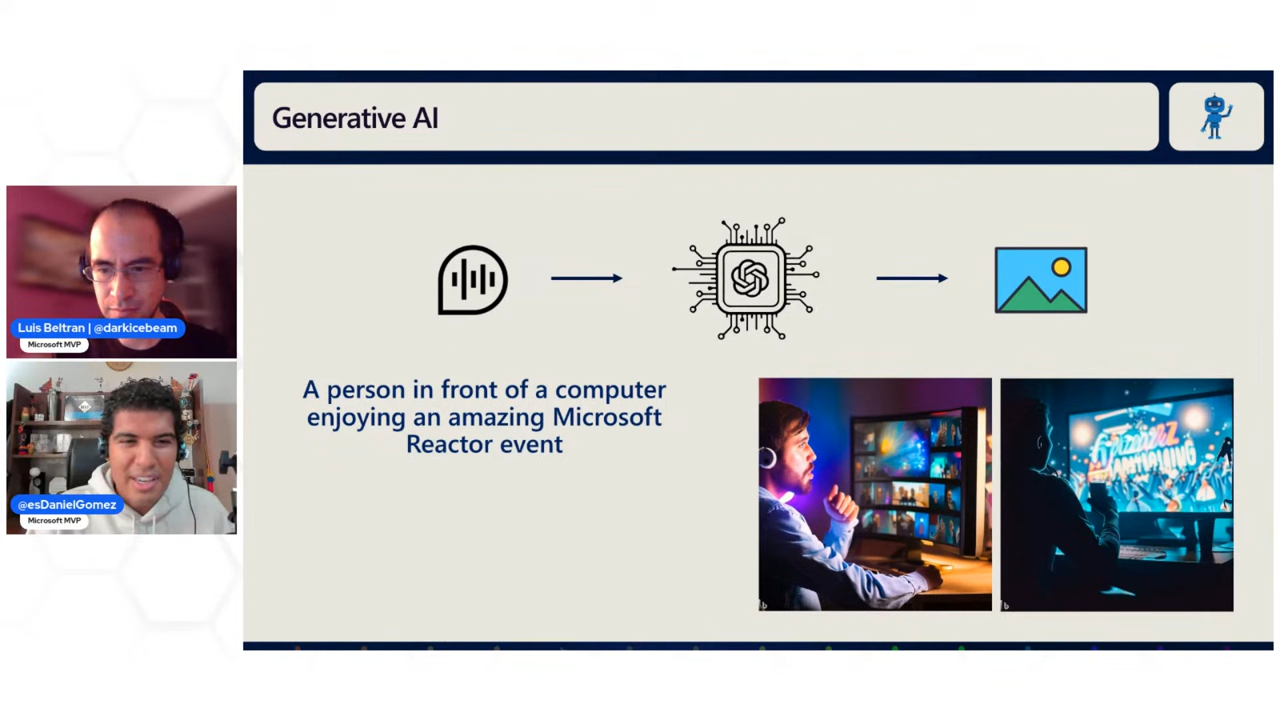 Generative AI
Luis Beltran | @darkicebeam
Microsoft MVP
@esDanielGomez
Microsoft MVP
A person in front of a computer
enjoying an amazing Microsoft
Reactor event